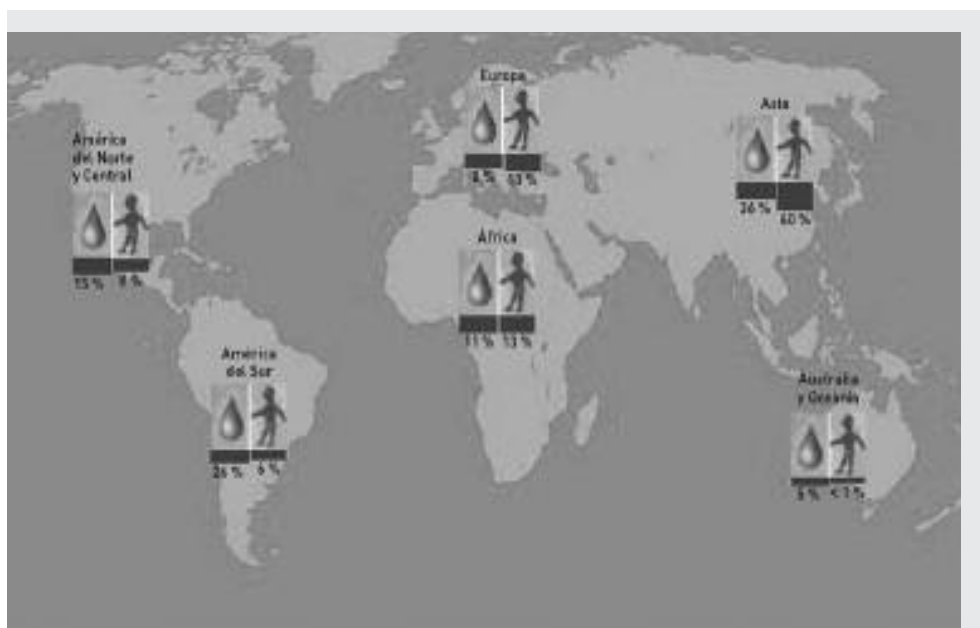 Europa
8 % 13 %
Asia
36 % 60 %
América
del Norte
y Central
15 % 8 %
África
11 % 13 %
América
del Sur
26 % 6 %
Australia
y Oceanía
5 % < 1 %